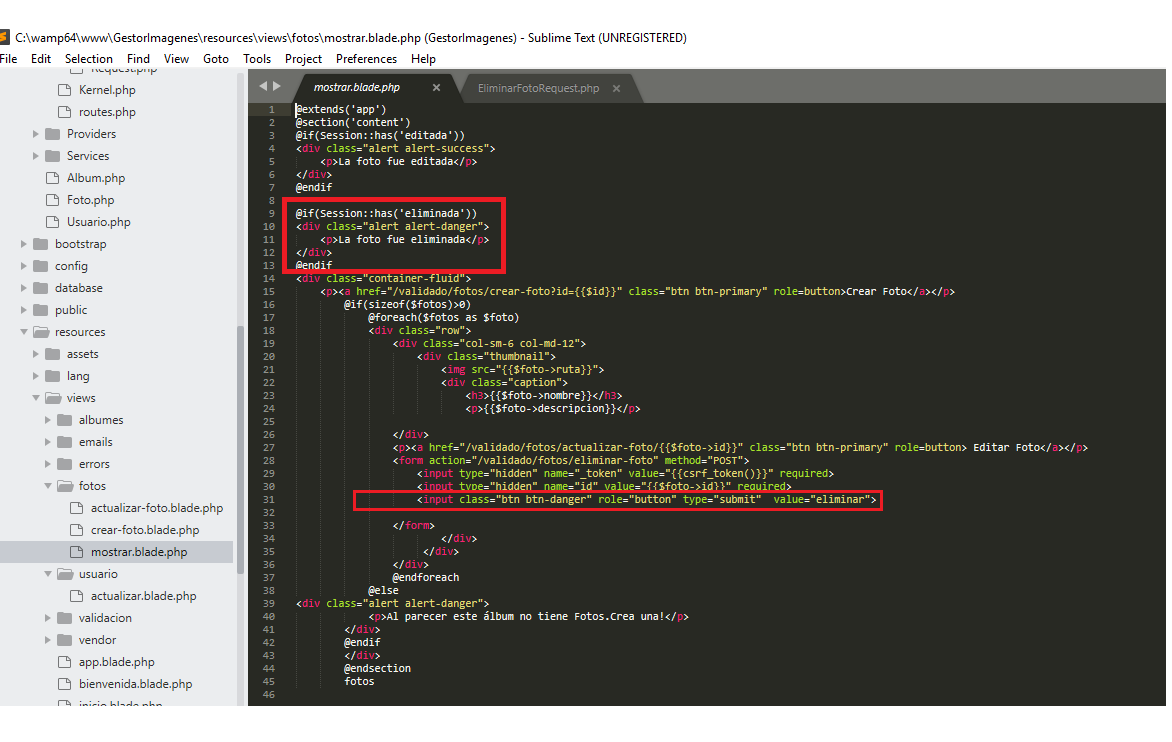 C:\wamp64\www\GestorImagenes\resources\views\fotos\mostrar.blade.php (GestorImagenes) - Sublime Text (UNREGISTERED)
File Edit Selection Find View Goto Tools Project Preferences Help
Request.php
Kernel.php
routes.php
Providers
Services
Album.php
Foto.php
Usuario.php
bootstrap
config
database
public
resources
assets
lang
views
albumes
emails
errors
fotos
actualizar-foto.blade.php
crear-foto.blade.php
mostrar.blade.php
usuario
actualizar.blade.php
validacion
vendor
app.blade.php
bienvenida.blade.php
inicio.blade.php
mostrar.blade.php × EliminarFotoRequest.php ×
1 @extends('app')
2 @section('content')
3 @if(Session::has('editada'))
4 <div class="alert alert-success">
5 <p>La foto fue editada</p>
6 </div>
7 @endif
8
9 @if(Session::has('eliminada'))
10 <div class="alert alert-danger">
11 <p>La foto fue eliminada</p>
12 </div>
13 @endif
14 <div class="container-fluid">
15 <p><a href="/validado/fotos/crear-foto?id={{$id}}" class="btn btn-primary" role=button>Crear Foto</a></p>
16 @if(sizeof($fotos)>0)
17 @foreach($fotos as $foto)
18 <div class="row">
19 <div class="col-sm-6 col-md-12">
20 <div class="thumbnail">
21 <img src="{{$foto->ruta}}">
22 <div class="caption">
23 <h3>{{$foto->nombre}}</h3>
24 <p>{{$foto->descripcion}}</p>
25
26 </div>
27 <p><a href="/validado/fotos/actualizar-foto/{{$foto->id}}" class="btn btn-primary" role=button> Editar Foto</a></p>
28 <form action="/validado/fotos/eliminar-foto" method="POST">
29 <input type="hidden" name="_token" value="{{csrf_token()}}" required>
30 <input type="hidden" name="id" value="{{$foto->id}}" required>
31 <input class="btn btn-danger" role="button" type="submit"  value="eliminar">
32
33 </form>
34 </div>
35 </div>
36 </div>
37 @endforeach
38 @else
39 <div class="alert alert-danger">
40 <p>Al parecer este álbum no tiene Fotos.Crea una!</p>
41 </div>
42 @endif
43 </div>
44 @endsection
45 fotos
46